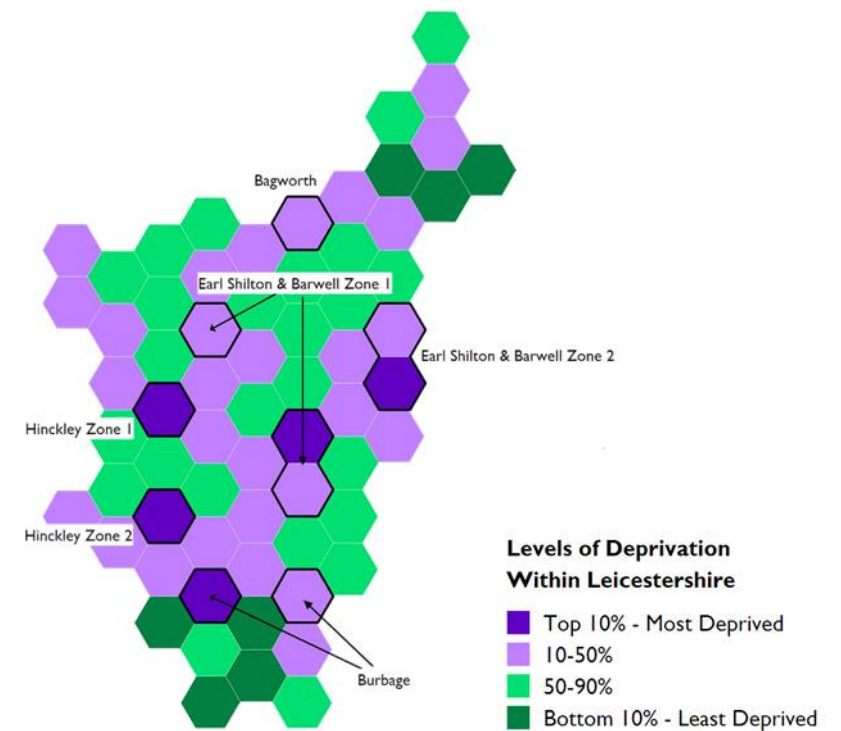 Bagworth
Earl Shilton & Barwell Zone 1
Earl Shilton & Barwell Zone 2
Hinckley Zone 1
Hinckley Zone 2
Burbage
Levels of Deprivation
Within Leicestershire
Top 10% - Most Deprived
10-50%
50-90%
Bottom 10% - Least Deprived